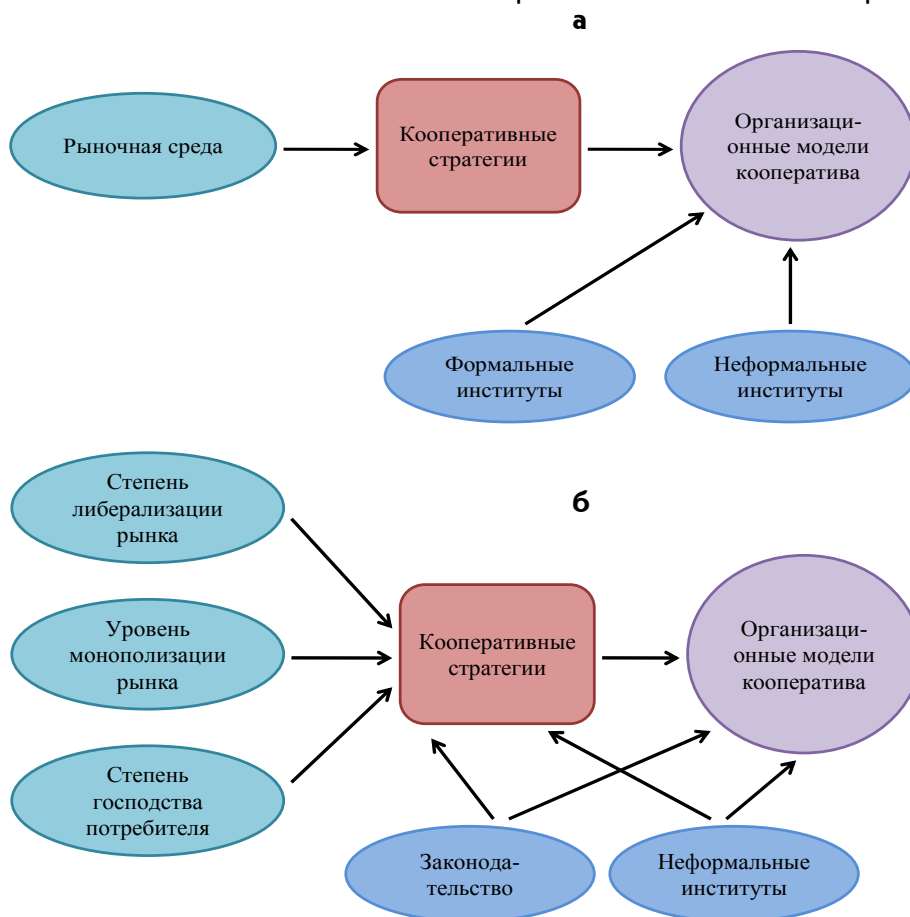 а
Рыночная среда
Кооперативные
стратегии
Организаци-
онные модели
кооператива
Формальные
институты
Неформальные
институты
б
Степень
либерализации
рынка
Уровень
монополизации
рынка
Степень
господства
потребителя
Кооперативные
стратегии
Организаци-
онные модели
кооператива
Законода-
тельство
Неформальные
институты